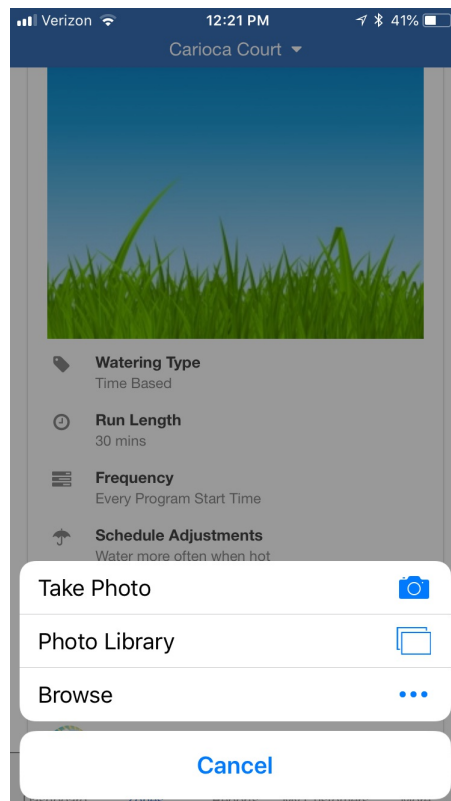 Verizon 12:21 PM 41%
Carioca Court
Watering Type
Time Based
Run Length
30 mins
Frequency
Every Program Start Time
Schedule Adjustments
Water more often when hot
Take Photo
Photo Library
Browse
Cancel